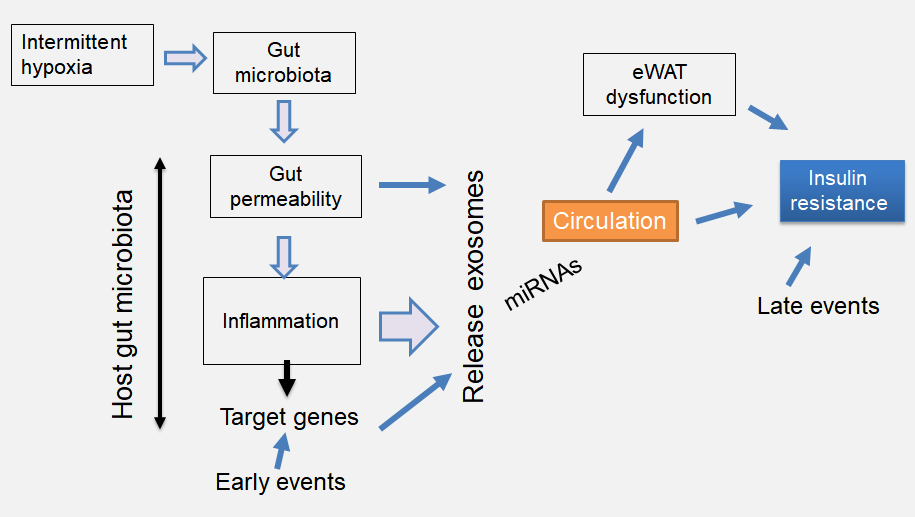 Intermittent
hypoxia
Gut
microbiota
Gut
permeability
Host gut microbiota
Inflammation
Target genes
Early events
Release exosomes
miRNAs
Circulation
eWAT
dysfunction
Insulin
resistance
Late events